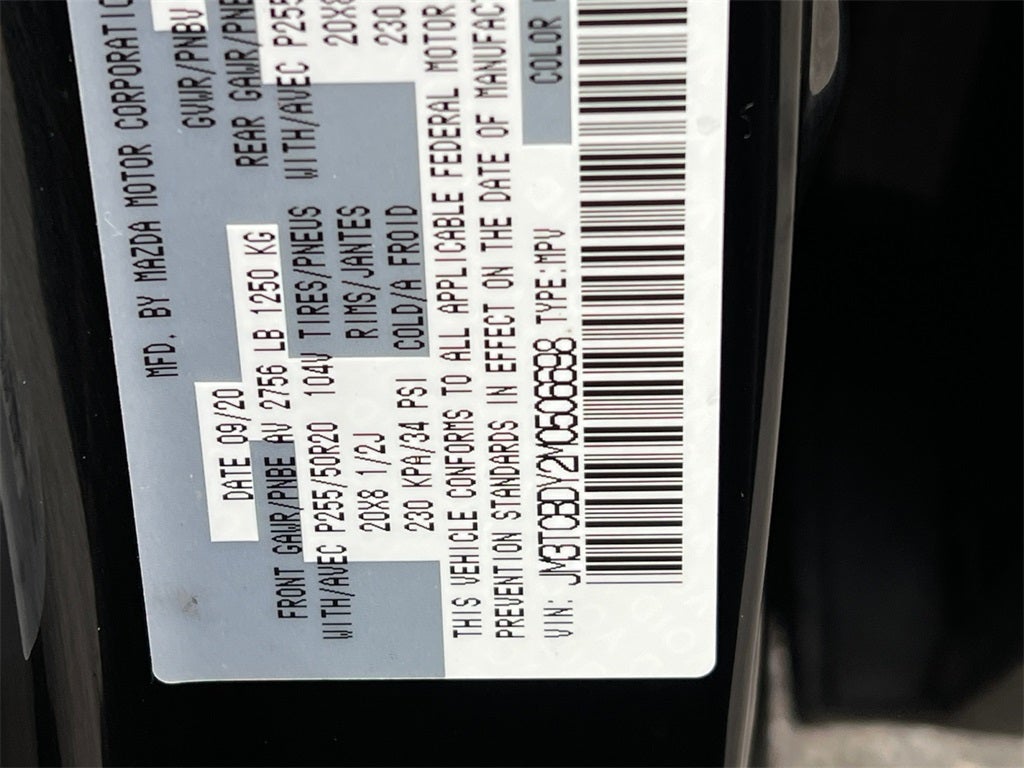 MFD. BY MAZDA MOTOR CORPORATIO
DATE 09/20 GVWR/PNBV
FRONT GAWR/PNBE AV 2756 LB 1250 KG REAR GAWR/PNBE
WITH/AVEC P255/50R20 104V TIRES/PNEUS WITH/AVEC P255
20X8 1/2J RIMS/JANTES 20X8
230 KPA/34 PSI COLD/A FROID 230
THIS VEHICLE CONFORMS TO ALL APPLICABLE FEDERAL MOTOR
PREVENTION STANDARDS IN EFFECT ON THE DATE OF MANUFAC
VIN: JM3TCBDY2M0506698 TYPE:MPV COLOR